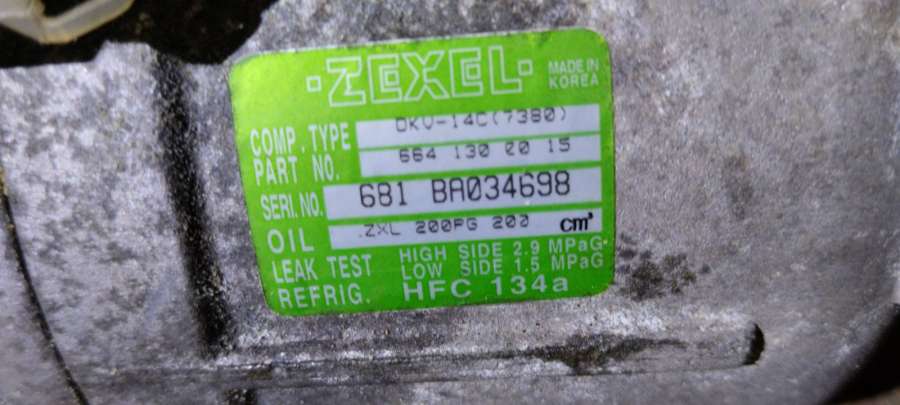 ·ZEXEL·
MADE IN
KOREA
COMP. TYPE DKV-14C(7380)
PART NO. 664 130 00 15
SERI. NO. 681 BA034698
OIL ZXL 200PG 200 cm³
LEAK TEST HIGH SIDE 2.9 MPaG
LOW SIDE 1.5 MPaG
REFRIG. HFC 134a